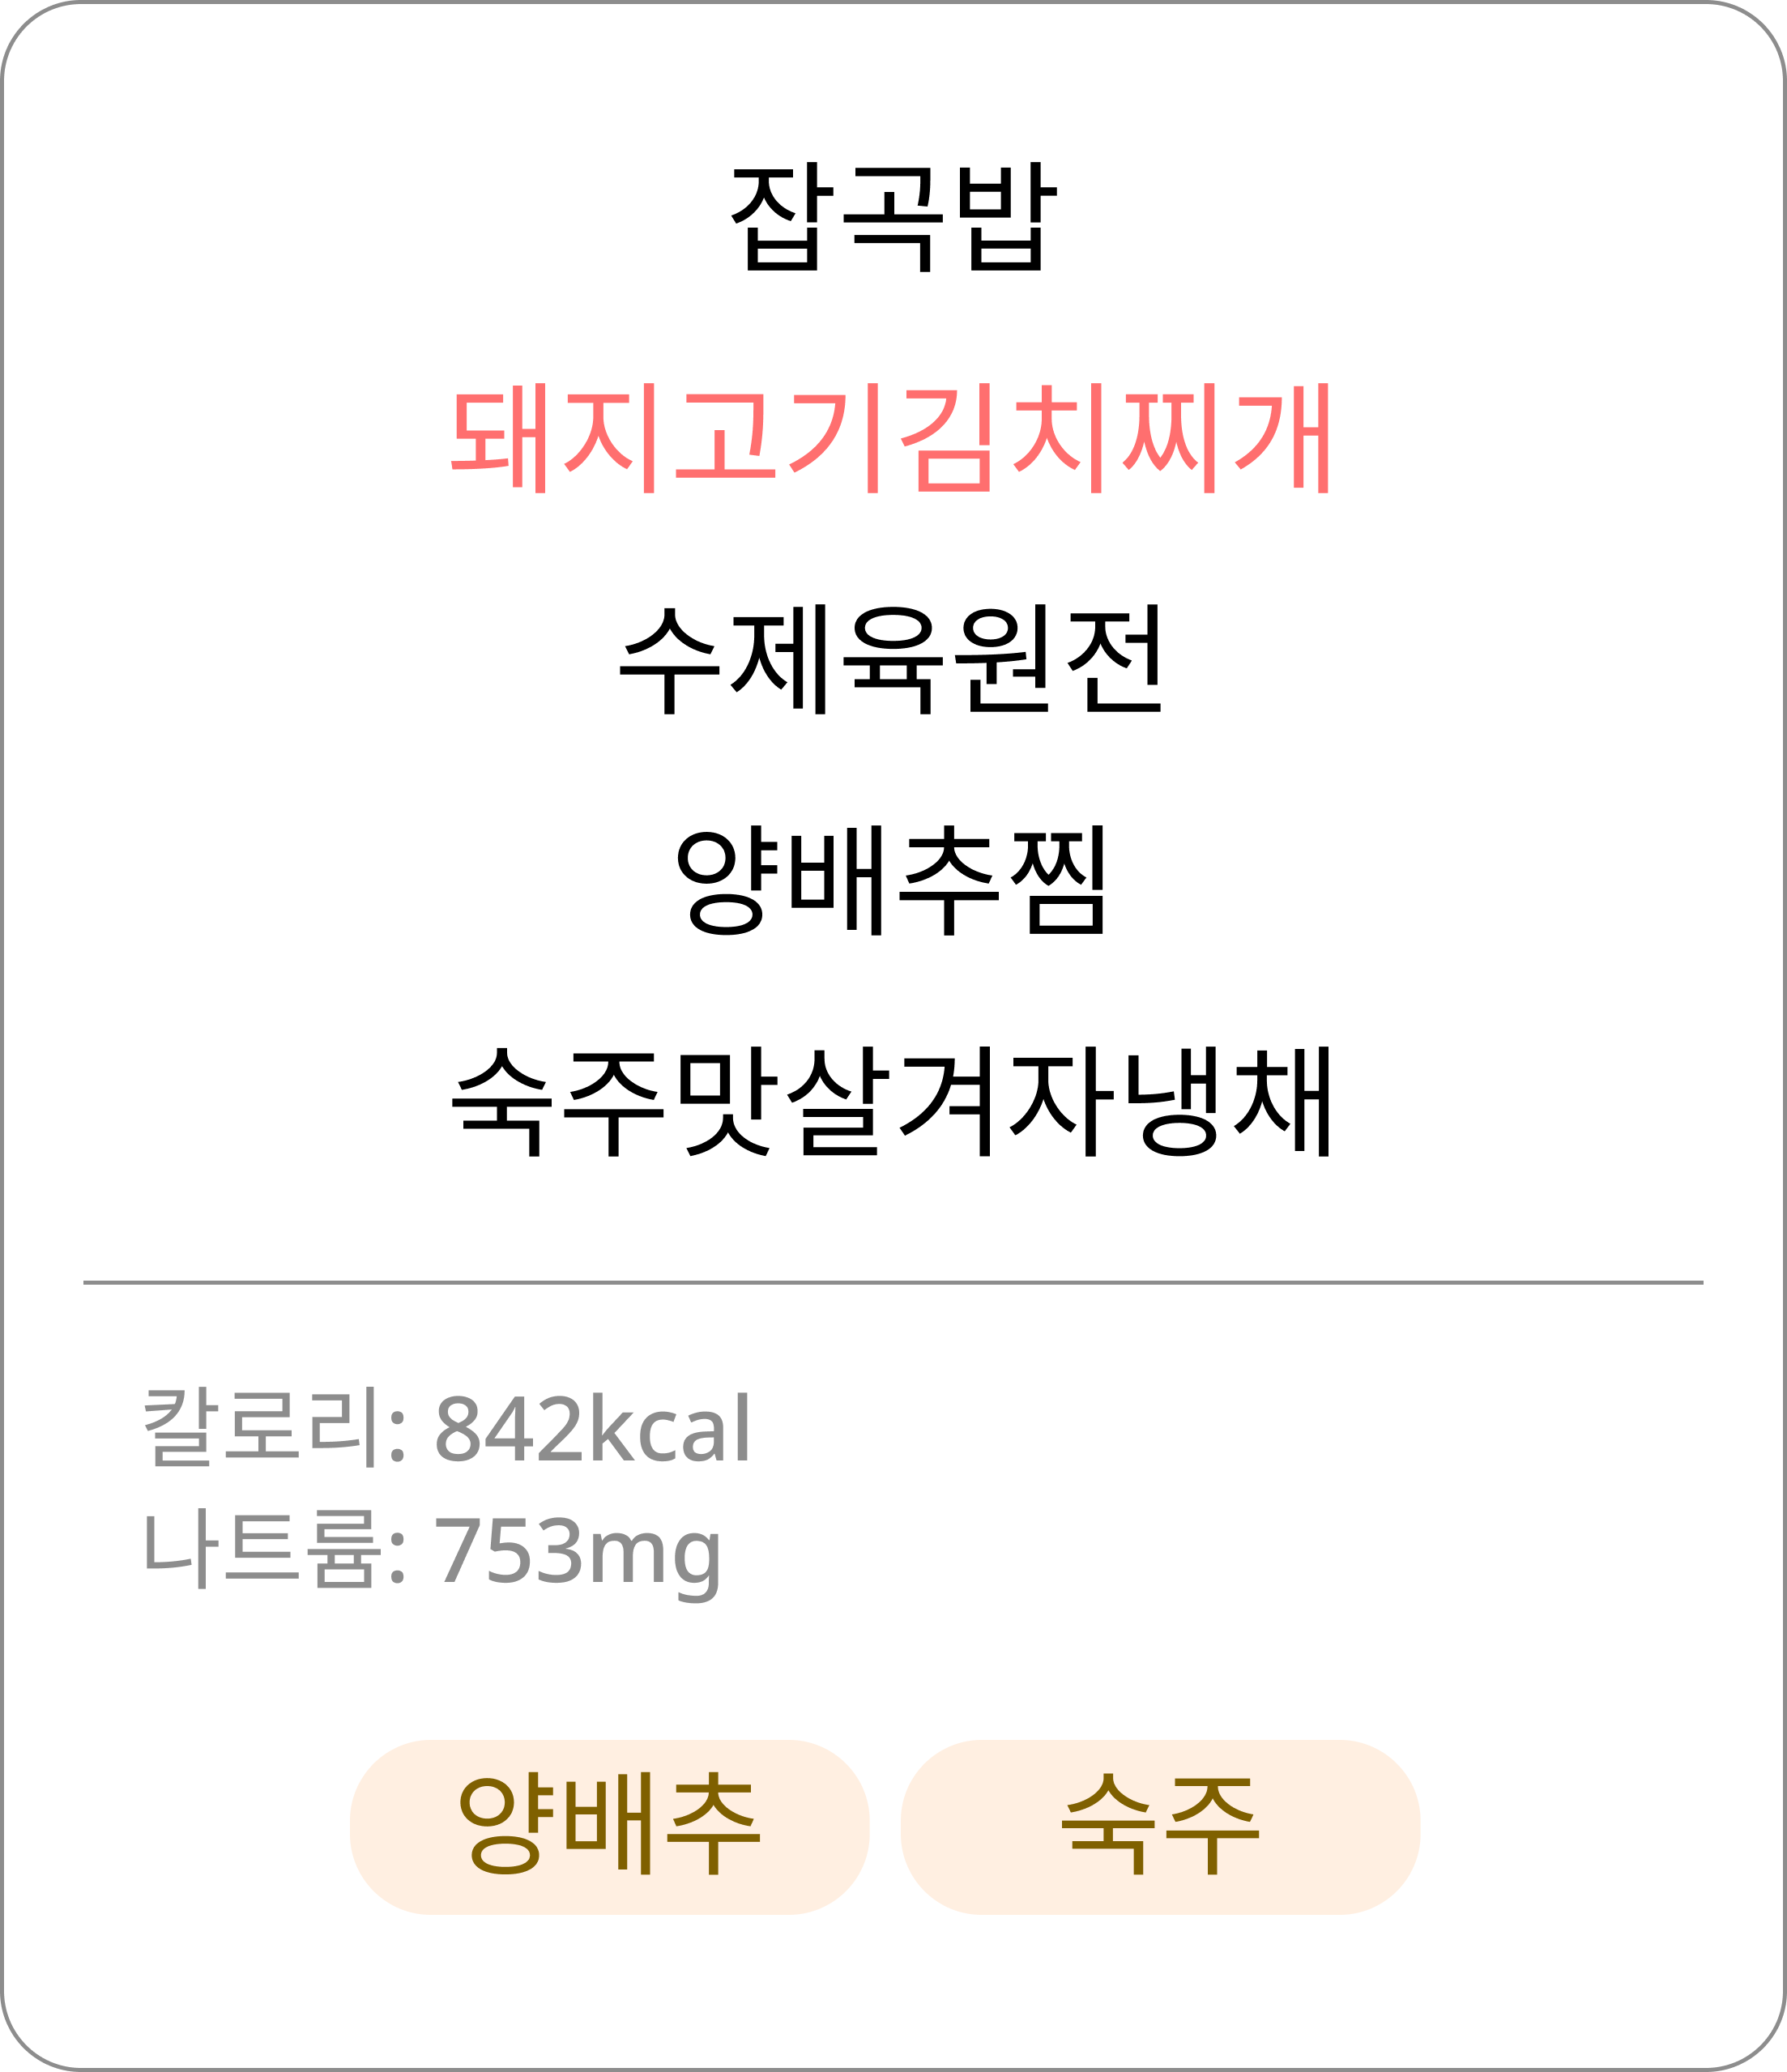 잡곡밥
돼지고기김치찌개
수제육원전
양배추찜
숙주맛살겨자냉채
칼로리: 842kcal
나트륨: 753mg
양배추 숙주